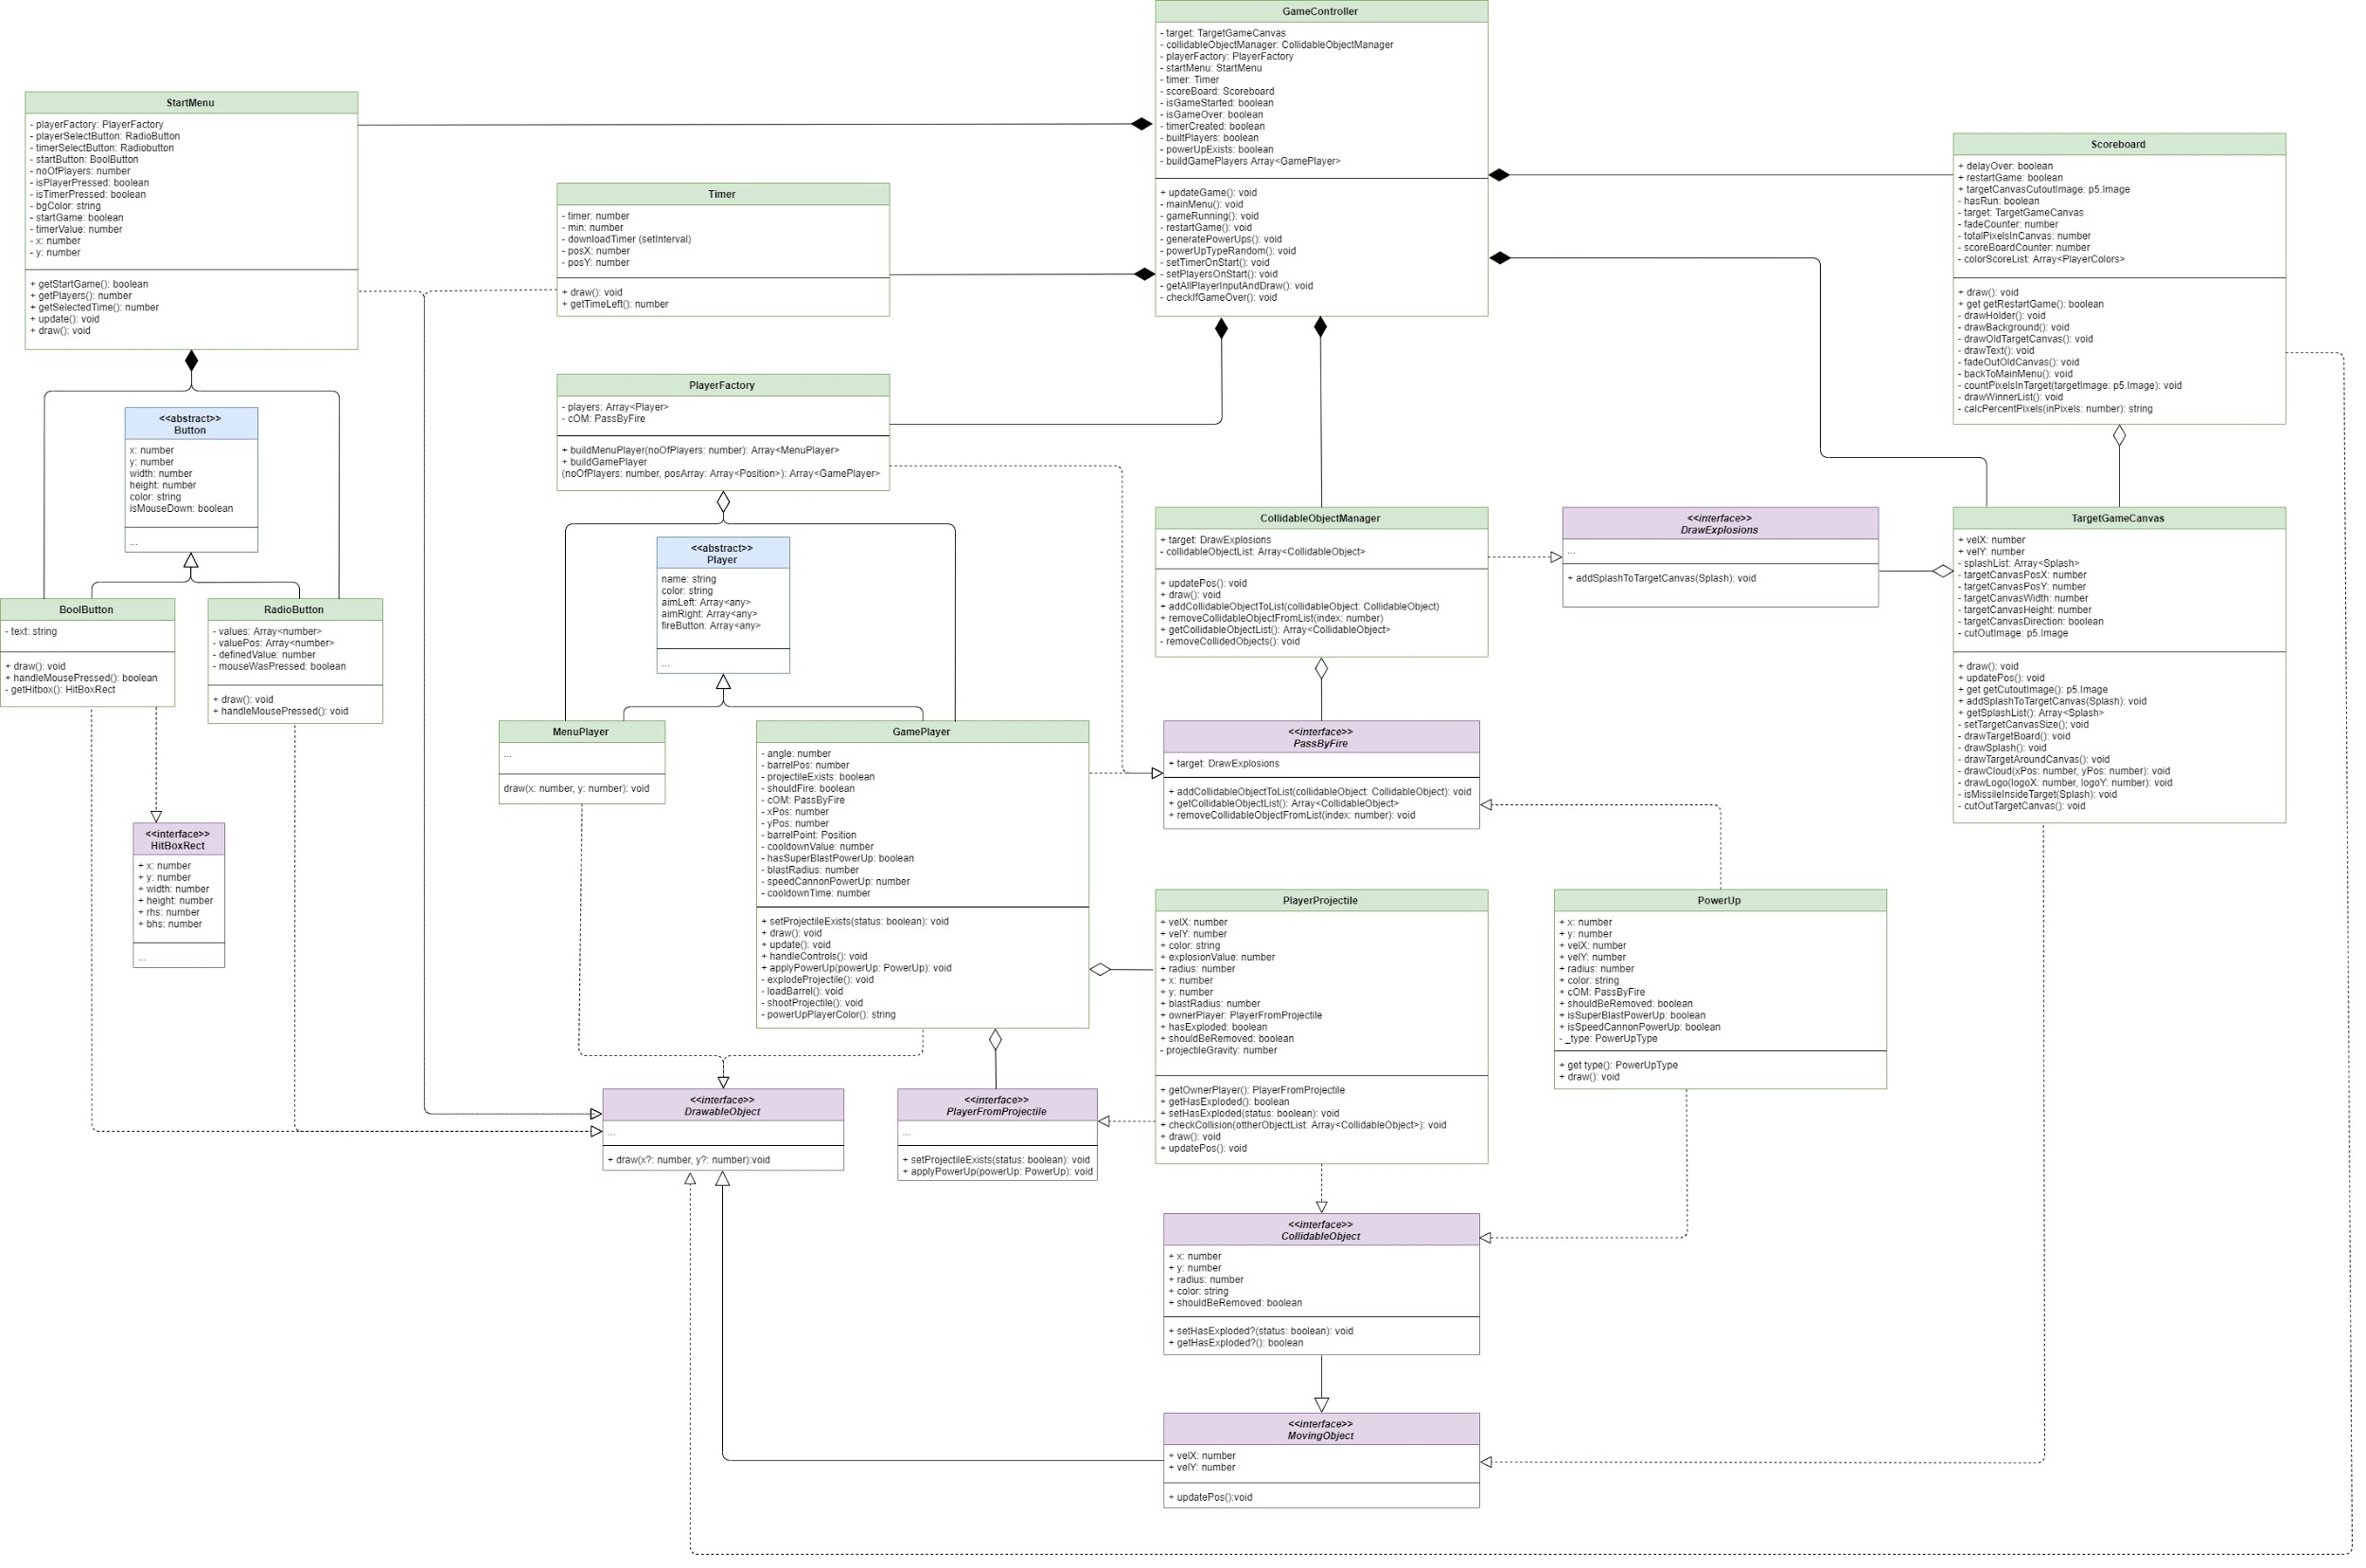 GameController
- target: TargetGameCanvas
- collidableObjectManager: CollidableObjectManager
- playerFactory: PlayerFactory
- startMenu: StartMenu
- timer: Timer
- scoreBoard: Scoreboard
- isGameStarted: boolean
- isGameOver: boolean
- timerCreated: boolean
- builtPlayers: boolean
- powerUpExists: boolean
- buildGamePlayers Array<GamePlayer>
+ updateGame(): void
- mainMenu(): void
- gameRunning(): void
- restartGame(): void
- generatePowerUps(): void
- powerUpTypeRandom(): void
- setTimerOnStart(): void
- setPlayersOnStart(): void
- getAllPlayerInputAndDraw(): void
- checkIfGameOver(): void
StartMenu
- playerFactory: PlayerFactory
- playerSelectButton: RadioButton
- timerSelectButton: Radiobutton
- startButton: BoolButton
- noOfPlayers: number
- isPlayerPressed: boolean
- isTimerPressed: boolean
- bgColor: string
- startGame: boolean
- timerValue: number
- x: number
- y: number
+ getStartGame(): boolean
+ getPlayers(): number
+ getSelectedTime(): number
+ update(): void
+ draw(): void
Timer
- timer: number
- min: number
- downloadTimer (setInterval)
- posX: number
- posY: number
+ draw(): void
+ getTimeLeft(): number
Scoreboard
+ delayOver: boolean
+ restartGame: boolean
+ targetCanvasCutoutImage: p5.Image
- hasRun: boolean
- target: TargetGameCanvas
- fadeCounter: number
- totalPixelsInCanvas: number
- scoreBoardCounter: number
- colorScoreList: Array<PlayerColors>
+ draw(): void
+ get getRestartGame(): boolean
- drawHolder(): void
- drawBackground(): void
- drawOldTargetCanvas(): void
- drawText(): void
- fadeOutOldCanvas(): void
- backToMainMenu(): void
- countPixelsInTarget(targetImage: p5.Image): void
- drawWinnerList(): void
- calcPercentPixels(inPixels: number): string
PlayerFactory
- players: Array<Player>
- cOM: PassByFire
+ buildMenuPlayer(noOfPlayers: number): Array<MenuPlayer>
+ buildGamePlayer
(noOfPlayers: number, posArray: Array<Position>): Array<GamePlayer>
<<abstract>>
Button
x: number
y: number
width: number
height: number
color: string
isMouseDown: boolean
...
<<abstract>>
Player
name: string
color: string
aimLeft: Array<any>
aimRight: Array<any>
fireButton: Array<any>
...
CollidableObjectManager
+ target: DrawExplosions
- collidableObjectList: Array<CollidableObject>
+ updatePos(): void
+ draw(): void
+ addCollidableObjectToList(collidableObject: CollidableObject)
+ removeCollidableObjectFromList(index: number)
+ getCollidableObjectList(): Array<CollidableObject>
- removeCollidedObjects(): void
<<interface>>
DrawExplosions
...
+ addSplashToTargetCanvas(Splash): void
TargetGameCanvas
+ velX: number
+ velY: number
- splashList: Array<Splash>
- targetCanvasPosX: number
- targetCanvasPosY: number
- targetCanvasWidth: number
- targetCanvasHeight: number
- targetCanvasDirection: boolean
- cutOutImage: p5.Image
+ draw(): void
+ updatePos(): void
+ get getCutoutImage(): p5.Image
+ addSplashToTargetCanvas(Splash): void
+ getSplashList(): Array<Splash>
- setTargetCanvasSize(); void
- drawTargetBoard(): void
- drawSplash(): void
- drawTargetAroundCanvas(): void
- drawCloud(xPos: number, yPos: number): void
- drawLogo(logoX: number, logoY: number): void
- isMissileInsideTarget(Splash): void
- cutOutTargetCanvas(): void
BoolButton
- text: string
+ draw(): void
+ handleMousePressed(): boolean
- getHitbox(): HitBoxRect
RadioButton
- values: Array<number>
- valuePos: Array<number>
- definedValue: number
- mouseWasPressed: boolean
+ draw(): void
+ handleMousePressed(): void
MenuPlayer
...
draw(x: number, y: number): void
GamePlayer
- angle: number
- barrelPos: number
- projectileExists: boolean
- shouldFire: boolean
- cOM: PassByFire
- xPos: number
- yPos: number
- barrelPoint: Position
- cooldownValue: number
- hasSuperBlastPowerUp: boolean
- blastRadius: number
- speedCannonPowerUp: number
- cooldownTime: number
+ setProjectileExists(status: boolean): void
+ draw(): void
+ update(): void
+ handleControls(): void
+ applyPowerUp(powerUp: PowerUp): void
- explodeProjectile(): void
- loadBarrel(): void
- shootProjectile(): void
- powerUpPlayerColor(): string
<<interface>>
PassByFire
+ target: DrawExplosions
+ addCollidableObjectToList(collidableObject: CollidableObject): void
+ getCollidableObjectList(): Array<CollidableObject>
+ removeCollidableObjectFromList(index: number): void
<<interface>>
HitBoxRect
+ x: number
+ y: number
+ width: number
+ height: number
+ rhs: number
+ bhs: number
...
PlayerProjectile
+ velX: number
+ velY: number
+ color: string
+ explosionValue: number
+ radius: number
+ x: number
+ y: number
+ blastRadius: number
+ ownerPlayer: PlayerFromProjectile
+ hasExploded: boolean
+ shouldBeRemoved: boolean
- projectileGravity: number
+ getOwnerPlayer(): PlayerFromProjectile
+ getHasExploded(): boolean
+ setHasExploded(status: boolean): void
+ checkCollision(ottherObjectList: Array<CollidableObject>): void
+ draw(): void
+ updatePos(): void
PowerUp
+ x: number
+ y: number
+ velX: number
+ velY: number
+ radius: number
+ color: string
+ cOM: PassByFire
+ shouldBeRemoved: boolean
+ isSuperBlastPowerUp: boolean
+ isSpeedCannonPowerUp: boolean
- _type: PowerUpType
+ get type(): PowerUpType
+ draw(): void
<<interface>>
DrawableObject
...
+ draw(x?: number, y?: number):void
<<interface>>
PlayerFromProjectile
...
+ setProjectileExists(status: boolean): void
+ applyPowerUp(powerUp: PowerUp): void
<<interface>>
CollidableObject
+ x: number
+ y: number
+ radius: number
+ color: string
+ shouldBeRemoved: boolean
+ setHasExploded?(status: boolean): void
+ getHasExploded?(): boolean
<<interface>>
MovingObject
+ velX: number
+ velY: number
+ updatePos():void